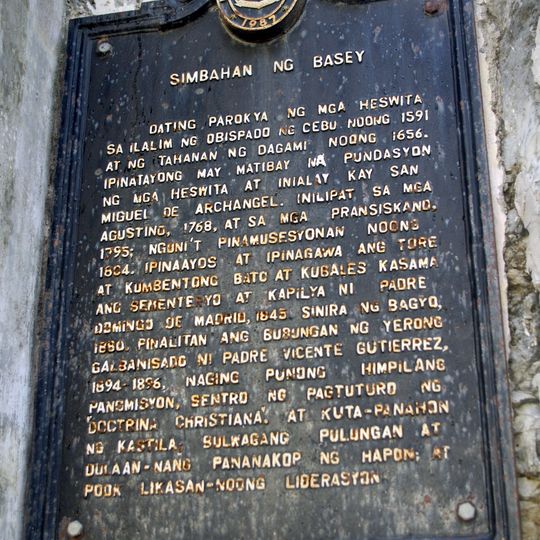 1987
SIMBAHAN NG BASEY
DATING PAROKYA NG MGA HESWITA
SA ILALIM NG OBISPADO NG CEBU NOONG 1591
AT NG TAHANAN NG DAGAMI NOONG 1656.
IPINATAYONG MAY MATIBAY NA PUNDASYON
NG MGA HESWITA AT INIALAY KAY SAN
MIGUEL DE ARCHANGEL. INILIPAT SA MGA
AGUSTINO, 1768, AT SA MGA PRANSISKANO,
1795; NGUNI'T PINAMUSESYONAN NOONG
1804. IPINAAYOS AT IPINAGAWA ANG TORE
AT KUMBENTONG BATO AT KUBALES KASAMA
ANG SEMENTERYO AT KAPILYA NI PADRE
DOMINGO DE MADRID, 1845. SINIRA NG BAGYO,
1880. PINALITAN ANG BUBUNGAN NG YERONG
GALBANISADO NI PADRE VICENTE GUTIERREZ,
1894-1896. NAGING PUNONG HIMPILANG
PANGMISYON, SENTRO NG PAGTUTURO NG
"DOCTRINA CHRISTIANA". AT KUTA-PANAHON
NG KASTILA, BULWAGANG PULUNGAN AT
DULAAN-NANG PANANAKOP NG HAPON, AT
POOK LIKASAN-NOONG LIBERASYON